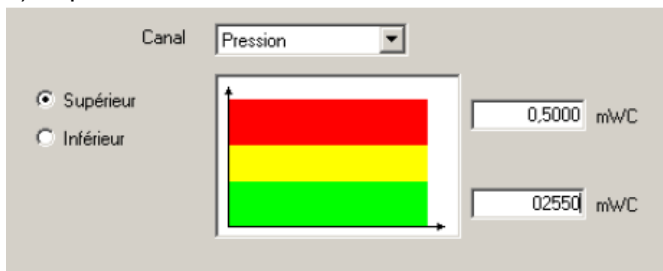 Canal Pression
Supérieur
0,5000 mWC
Inférieur
02550 mWC